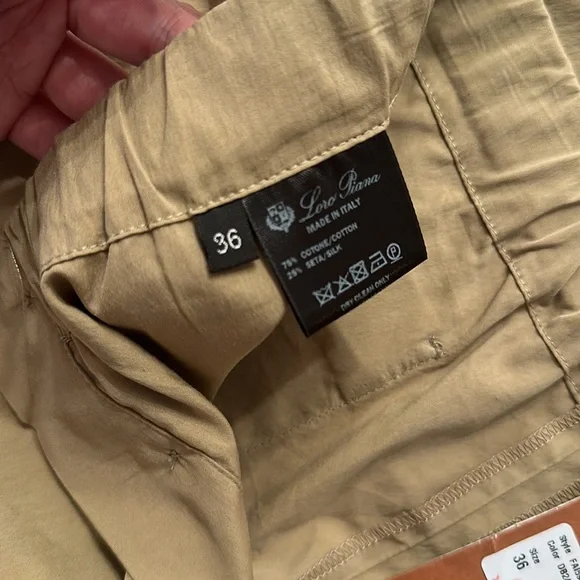 36
Loro Piana
MADE IN ITALY
75% COTONE/COTTON
25% SETA/SILK
DRY CLEAN ONLY
Style
Color
Size
36